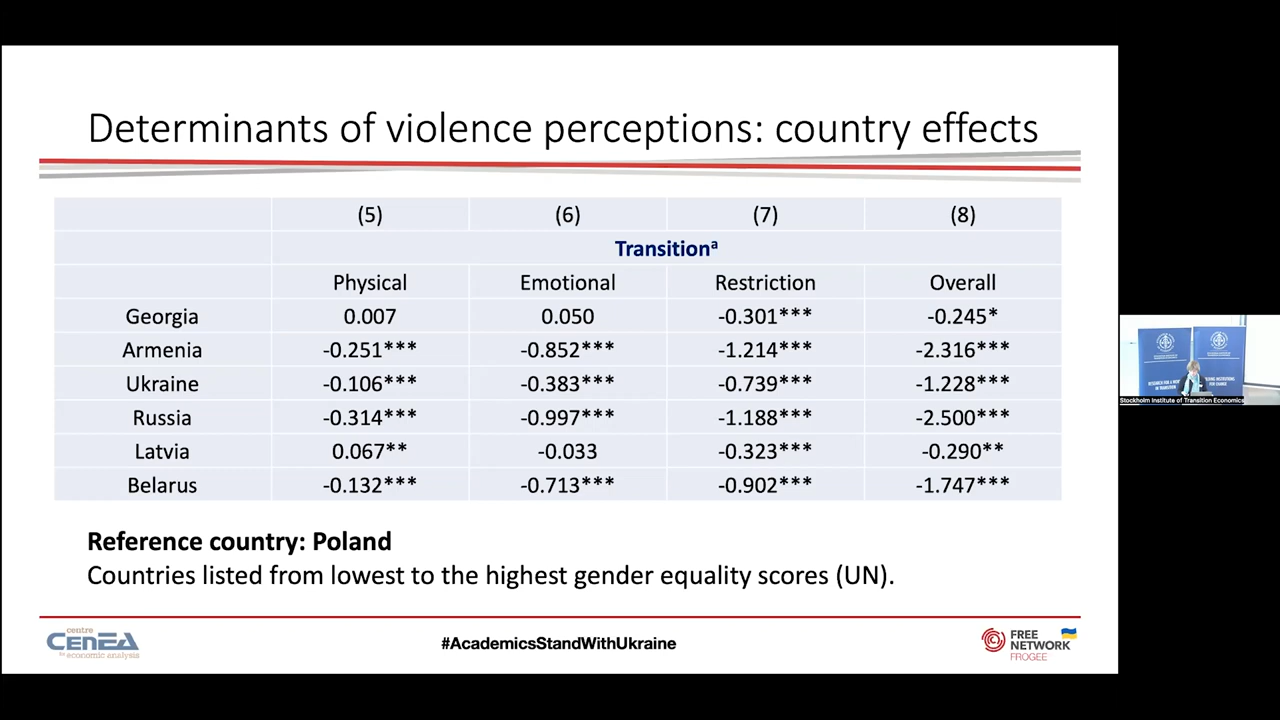 Determinants of violence perceptions: country effects
(5) (6) (7) (8)
Transitionᵃ
Physical Emotional Restriction Overall
Georgia 0.007 0.050 -0.301*** -0.245*
Armenia -0.251*** -0.852*** -1.214*** -2.316***
Ukraine -0.106*** -0.383*** -0.739*** -1.228***
Russia -0.314*** -0.997*** -1.188*** -2.500***
Latvia 0.067** -0.033 -0.323*** -0.290**
Belarus -0.132*** -0.713*** -0.902*** -1.747***
Reference country: Poland
Countries listed from lowest to the highest gender equality scores (UN).
centre
CENEA
for economic analysis
#AcademicsStandWithUkraine
FREE
NETWORK
FROGEE
Stockholm Institute of Transition Economics